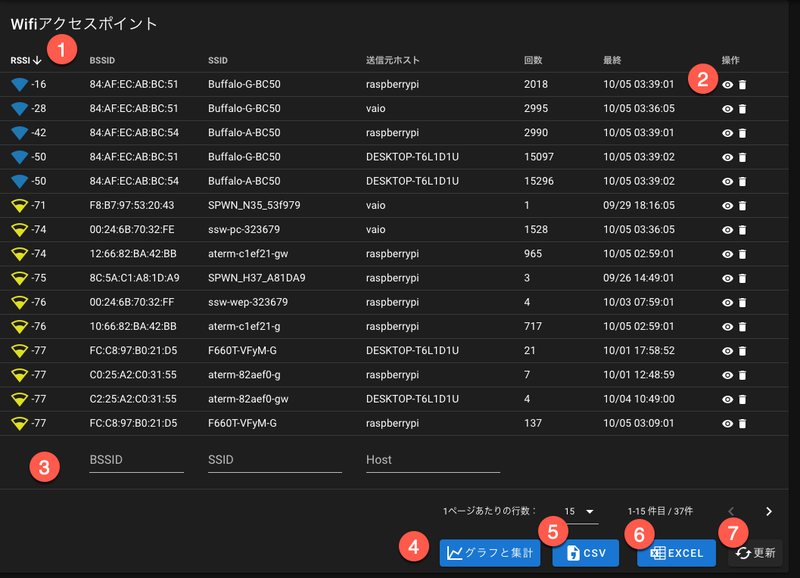 Wifiアクセスポイント
1
RSSI BSSID SSID 送信元ホスト 回数 最終 操作
2
-16 84:AF:EC:AB:BC:51 Buffalo-G-BC50 raspberrypi 2018 10/05 03:39:01
-28 84:AF:EC:AB:BC:51 Buffalo-G-BC50 vaio 2995 10/05 03:36:05
-42 84:AF:EC:AB:BC:54 Buffalo-A-BC50 raspberrypi 2990 10/05 03:39:01
-50 84:AF:EC:AB:BC:51 Buffalo-G-BC50 DESKTOP-T6L1D1U 15097 10/05 03:39:02
-50 84:AF:EC:AB:BC:54 Buffalo-A-BC50 DESKTOP-T6L1D1U 15296 10/05 03:39:02
-71 F8:B7:97:53:20:43 SPWN_N35_53f979 vaio 1 09/29 18:16:05
-74 00:24:6B:70:32:FE ssw-pc-323679 vaio 1528 10/05 03:36:05
-74 12:66:82:BA:42:BB aterm-c1ef21-gw raspberrypi 965 10/05 02:59:01
-75 8C:5A:C1:A8:1D:A9 SPWN_H37_A81DA9 raspberrypi 3 09/26 14:49:01
-76 00:24:6B:70:32:FF ssw-wep-323679 raspberrypi 4 10/03 07:59:01
-76 10:66:82:BA:42:BB aterm-c1ef21-g raspberrypi 717 10/05 02:59:01
-77 FC:C8:97:B0:21:D5 F660T-VFyM-G DESKTOP-T6L1D1U 21 10/01 17:58:52
-77 C0:25:A2:C0:31:55 aterm-82aef0-g raspberrypi 7 10/01 12:48:59
-77 C2:25:A2:C0:31:55 aterm-82aef0-gw DESKTOP-T6L1D1U 4 10/04 10:49:00
-77 FC:C8:97:B0:21:D5 F660T-VFyM-G raspberrypi 137 10/05 03:09:01
3 BSSID SSID Host
1ページあたりの行数： 15 1-15 件目 / 37件
4 グラフと集計 5 CSV 6 EXCEL 7 更新